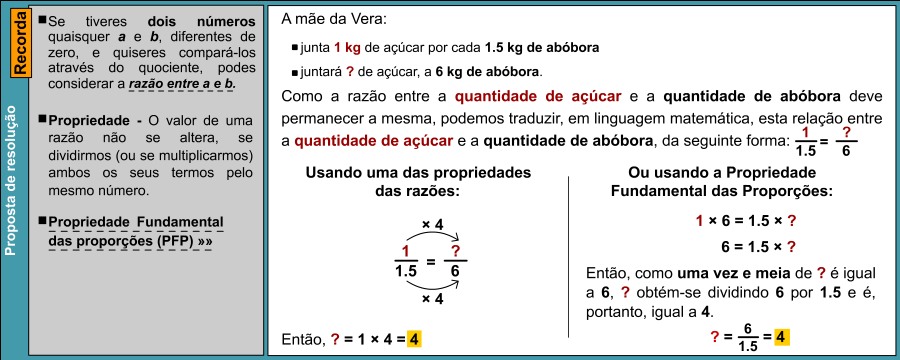 Proposta de resolução
Recorda
■Se tiveres dois números
quaisquer a e b, diferentes de
zero, e quiseres compará-los
através do quociente, podes
considerar a razão entre a e b.
■Propriedade - O valor de uma
razão não se altera, se
dividirmos (ou se multiplicarmos)
ambos os seus termos pelo
mesmo número.
■Propriedade Fundamental
das proporções (PFP) »»
A mãe da Vera:
■ junta 1 kg de açúcar por cada 1.5 kg de abóbora
■ juntará ? de açúcar, a 6 kg de abóbora.
Como a razão entre a quantidade de açúcar e a quantidade de abóbora deve
permanecer a mesma, podemos traduzir, em linguagem matemática, esta relação entre
a quantidade de açúcar e a quantidade de abóbora, da seguinte forma: 1/1.5 = ?/6
Usando uma das propriedades
das razões:
× 4
1/1.5 = ?/6
× 4
Então, ? = 1 × 4 = 4
Ou usando a Propriedade
Fundamental das Proporções:
1 × 6 = 1.5 × ?
6 = 1.5 × ?
Então, como uma vez e meia de ? é igual
a 6, ? obtém-se dividindo 6 por 1.5 e é,
portanto, igual a 4.
? = 6/1.5 = 4